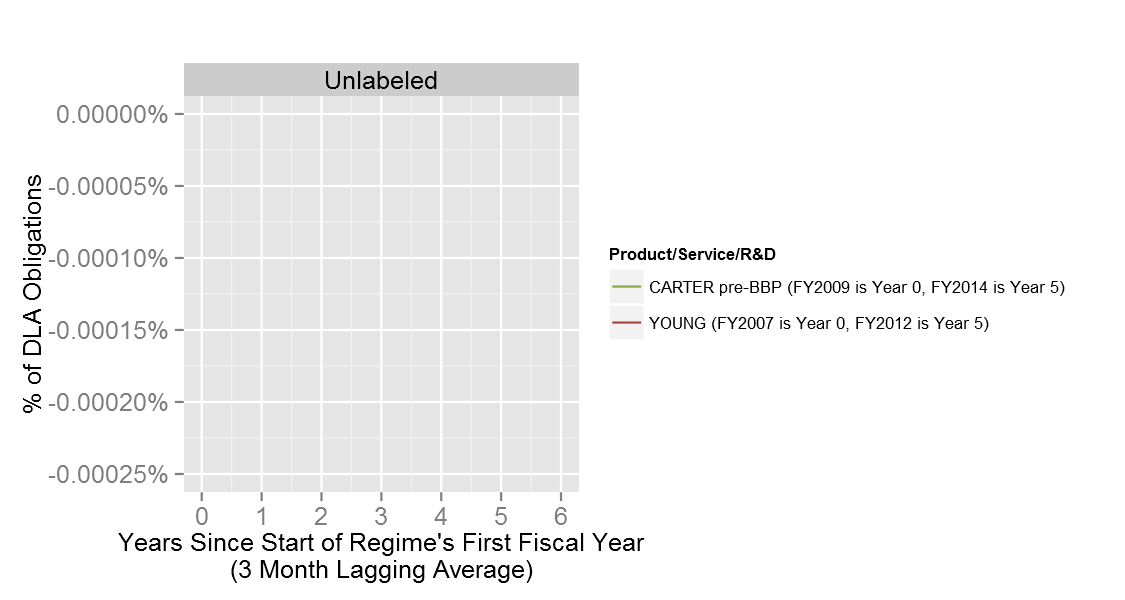 Unlabeled
0.00000%
-0.00005%
-0.00010%
-0.00015%
-0.00020%
-0.00025%
% of DLA Obligations
0 1 2 3 4 5 6
Years Since Start of Regime's First Fiscal Year
(3 Month Lagging Average)
Product/Service/R&D
CARTER pre-BBP (FY2009 is Year 0, FY2014 is Year 5)
YOUNG (FY2007 is Year 0, FY2012 is Year 5)